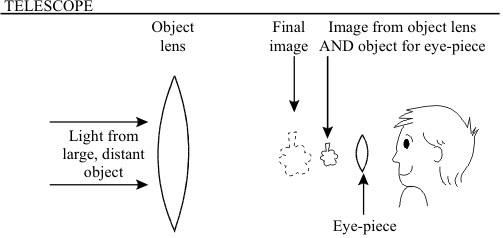 TELESCOPE
Object
lens
Final
image
Image from object lens
AND object for eye-piece
Light from
large, distant
object
Eye-piece